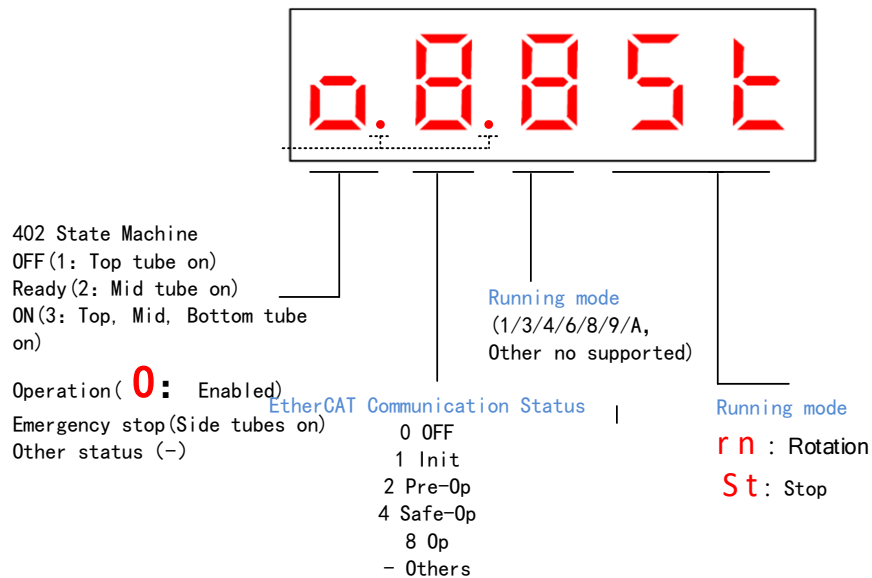 o.8.8St
402 State Machine
OFF(1: Top tube on)
Ready(2: Mid tube on)
ON(3: Top, Mid, Bottom tube
on)
Operation( 0: Enabled)
Emergency stop(Side tubes on)
Other status (-)
EtherCAT Communication Status
0 OFF
1 Init
2 Pre-Op
4 Safe-Op
8 Op
- Others
Running mode
(1/3/4/6/8/9/A,
Other no supported)
Running mode
rn : Rotation
St: Stop